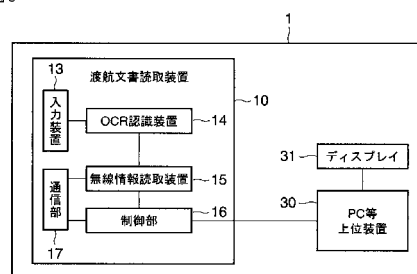 1
13
渡航文書読取装置
10
入力装置
OCR認識装置
14
31
ディスプレイ
無線情報読取装置
15
通信部
制御部
16
30
PC等
上位装置
17